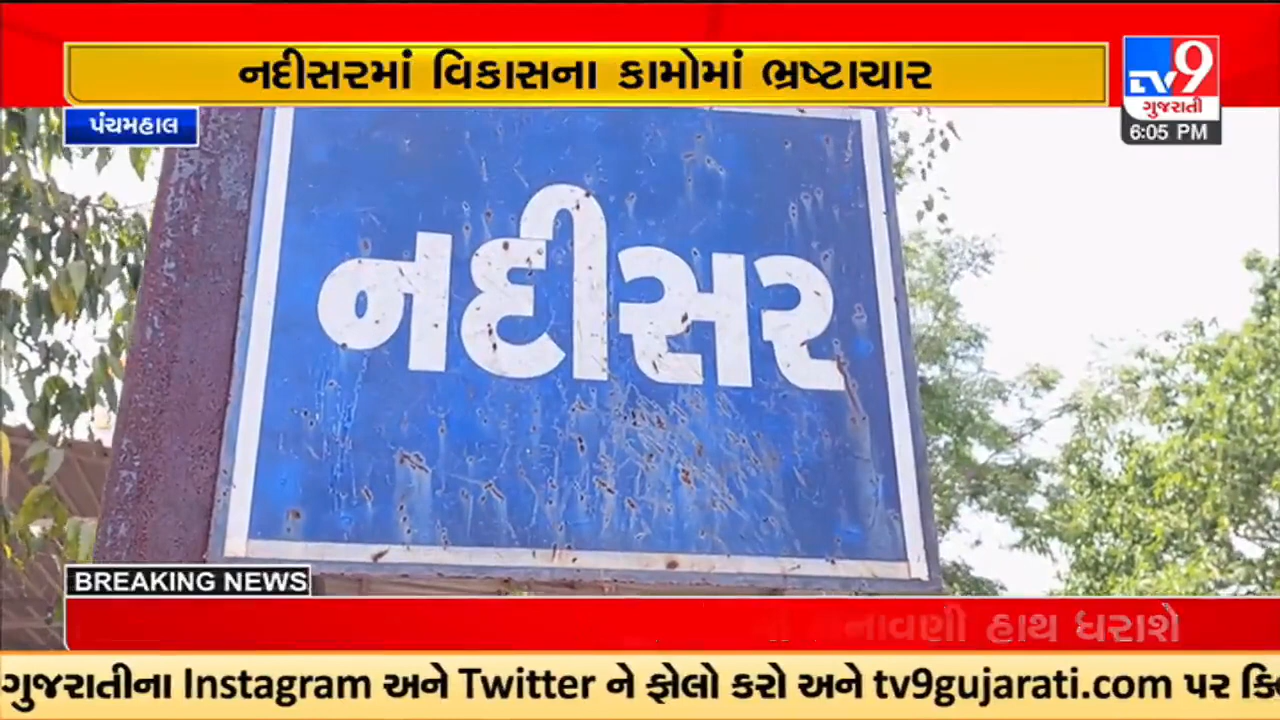 નદીસરમાં વિકાસના કામોમાં ભ્રષ્ટાચાર
TV9
ગુજરાતી
6:05 PM
પંચમહાલ
નદીસર
BREAKING NEWS
હાથ ધરાશે
ગુજરાતીના Instagram અને Twitter ને ફોલો કરો અને tv9gujarati.com પર